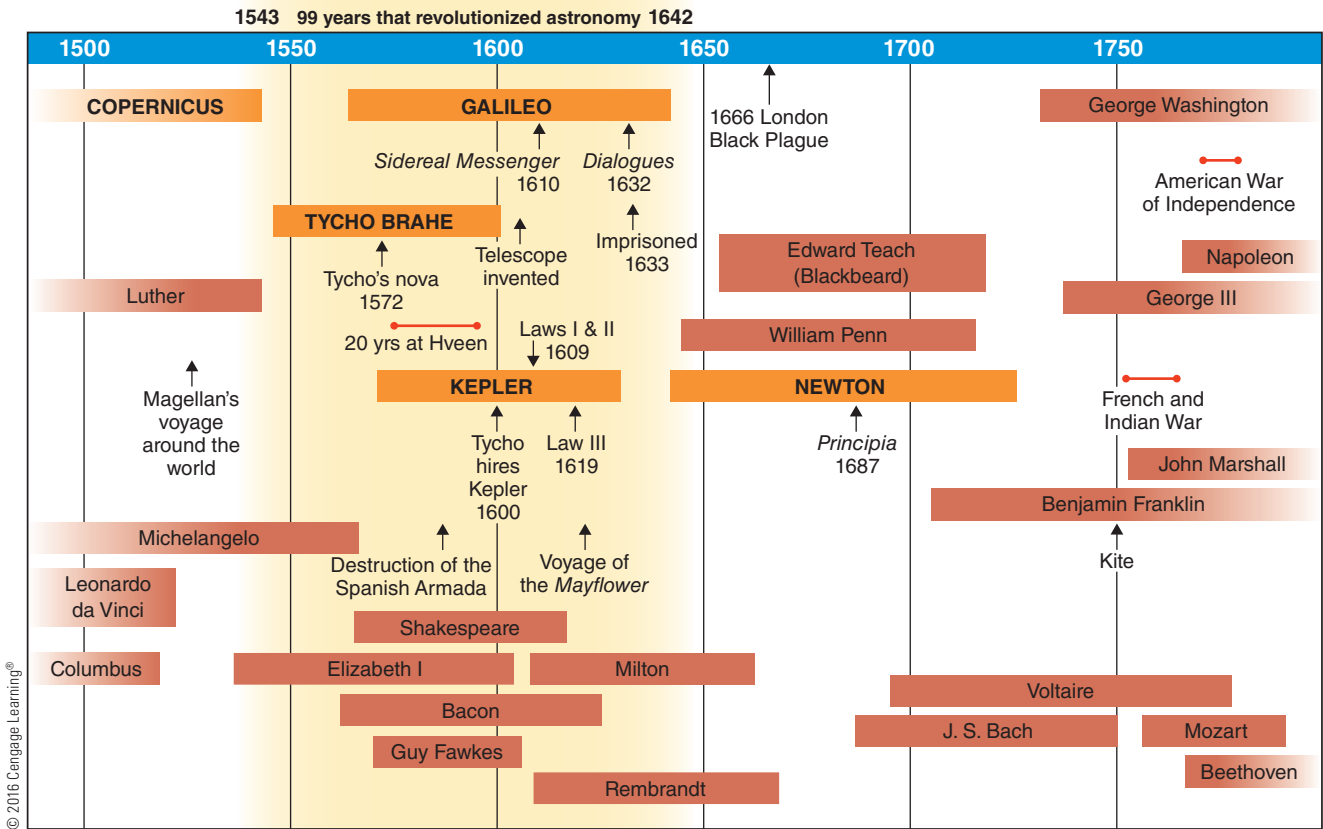 1543 99 years that revolutionized astronomy 1642
1500 1550 1600 1650 1700 1750
COPERNICUS
GALILEO
George Washington
1666 London
Black Plague
Sidereal Messenger
1610
Dialogues
1632
American War
of Independence
TYCHO BRAHE
Tycho's nova
1572
Telescope
invented
Imprisoned
1633
Edward Teach
(Blackbeard)
Napoleon
Luther
George III
20 yrs at Hveen
Laws I & II
1609
William Penn
KEPLER
NEWTON
Magellan's
voyage
around the
world
Tycho
hires
Kepler
1600
Law III
1619
Principia
1687
French and
Indian War
John Marshall
Benjamin Franklin
Michelangelo
Destruction of the
Spanish Armada
Voyage of
the Mayflower
Kite
Leonardo
da Vinci
Shakespeare
Columbus
Elizabeth I
Milton
Voltaire
Bacon
J. S. Bach
Mozart
Guy Fawkes
Beethoven
Rembrandt
© 2016 Cengage Learning®